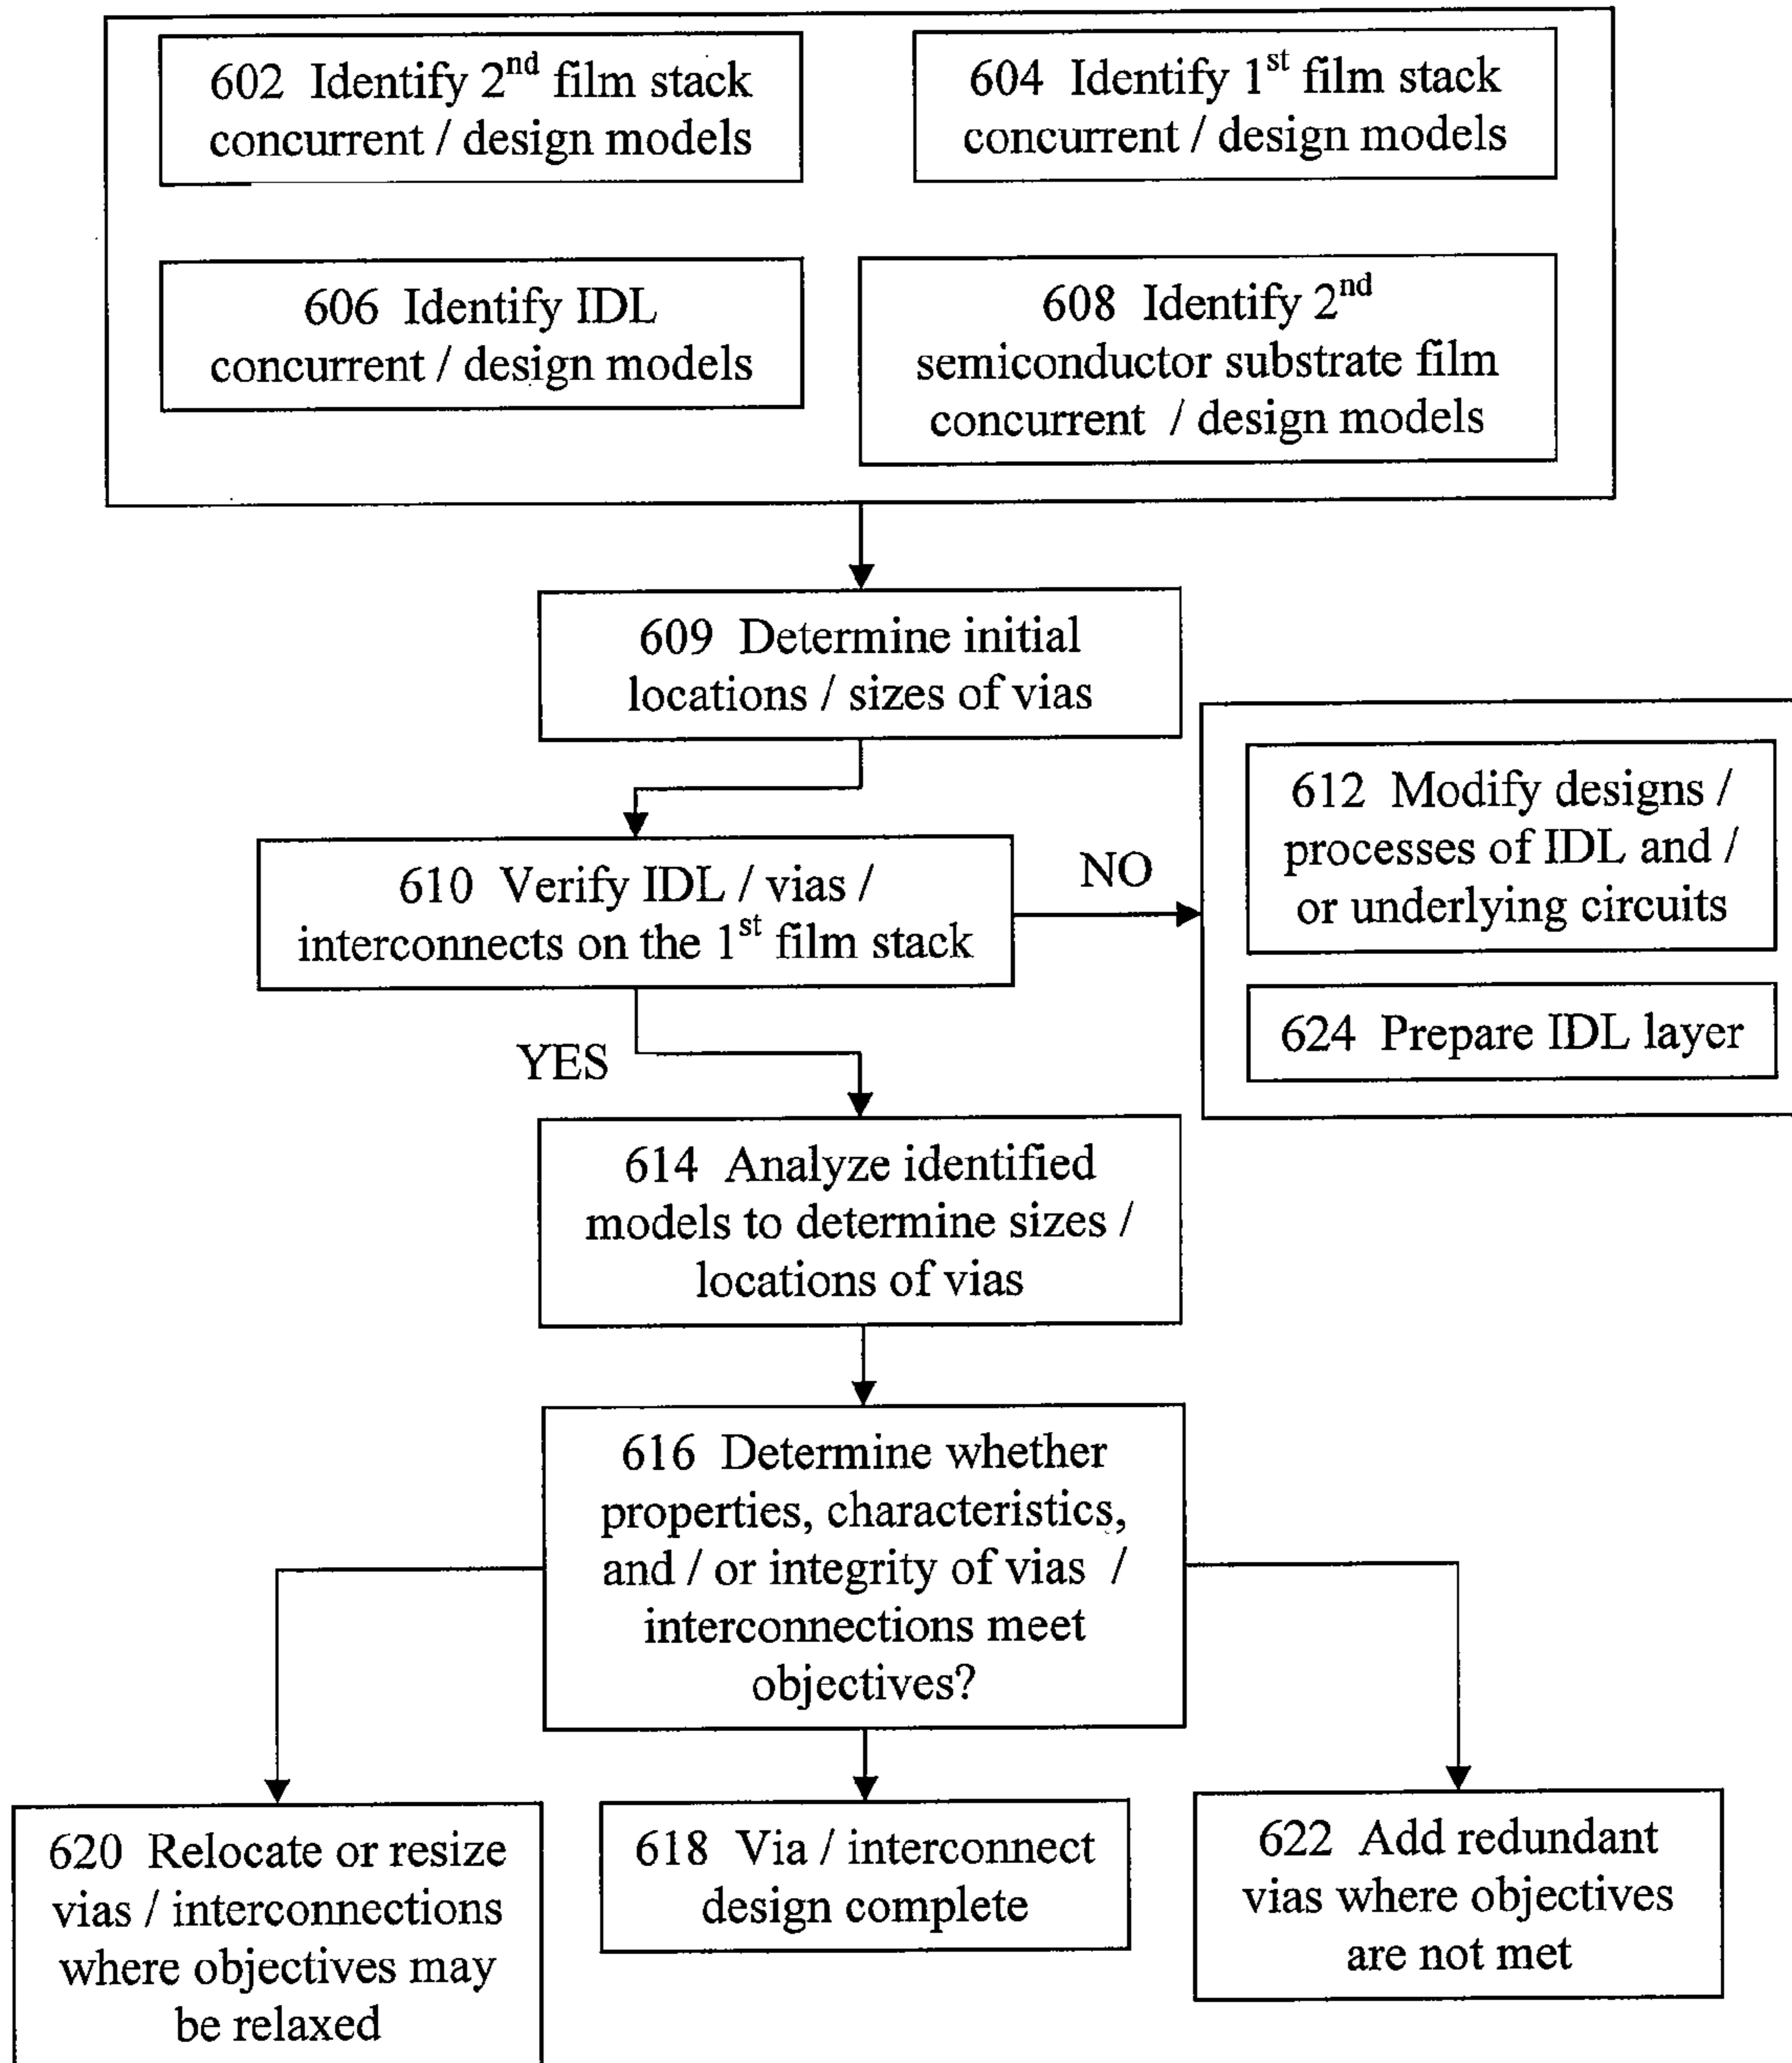 602 Identify 2nd film stack
concurrent / design models
604 Identify 1st film stack
concurrent / design models
606 Identify IDL
concurrent / design models
608 Identify 2nd
semiconductor substrate film
concurrent / design models
609 Determine initial
locations / sizes of vias
610 Verify IDL / vias /
interconnects on the 1st film stack
NO
612 Modify designs /
processes of IDL and /
or underlying circuits
624 Prepare IDL layer
YES
614 Analyze identified
models to determine sizes /
locations of vias
616 Determine whether
properties, characteristics,
and / or integrity of vias /
interconnections meet
objectives?
620 Relocate or resize
vias / interconnections
where objectives may
be relaxed
618 Via / interconnect
design complete
622 Add redundant
vias where objectives
are not met